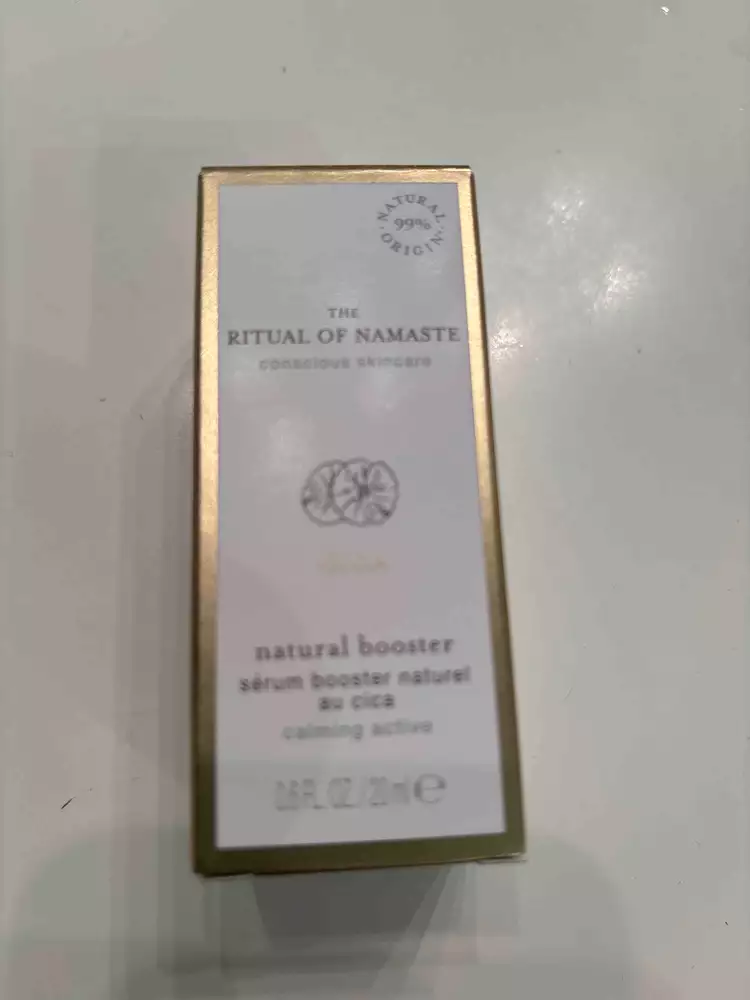 NATURAL
99%
ORIGIN
THE
RITUAL OF NAMASTE
conscious skincare
natural booster
sérum booster naturel
au cica
calming active
0.6 FL. OZ. / 20 ml ℮